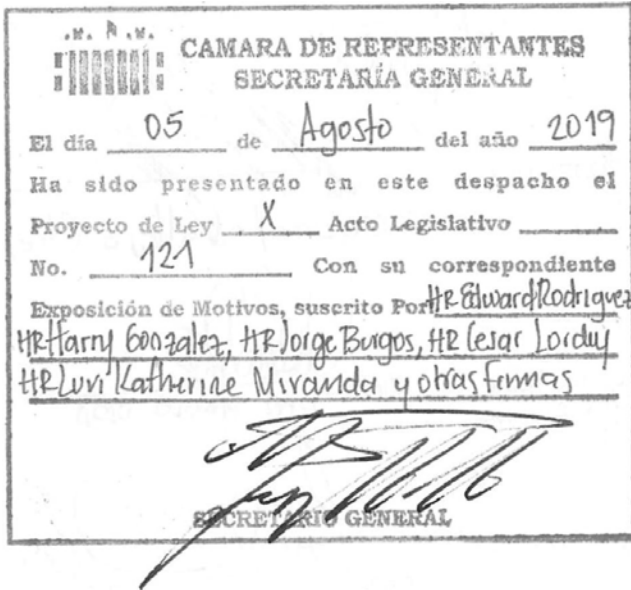 CAMARA DE REPRESENTANTES
SECRETARÍA GENERAL
El día 05 de Agosto del año 2019
Ha sido presentado en este despacho el
Proyecto de Ley X Acto Legislativo
No. 121 Con su correspondiente
Exposición de Motivos, suscrito Por: HR Edward Rodriguez
HR Harry Gonzalez, HR Jorge Burgos, HR Cesar Lorduy
HR Katherine Miranda y otras firmas
SECRETARIO GENERAL